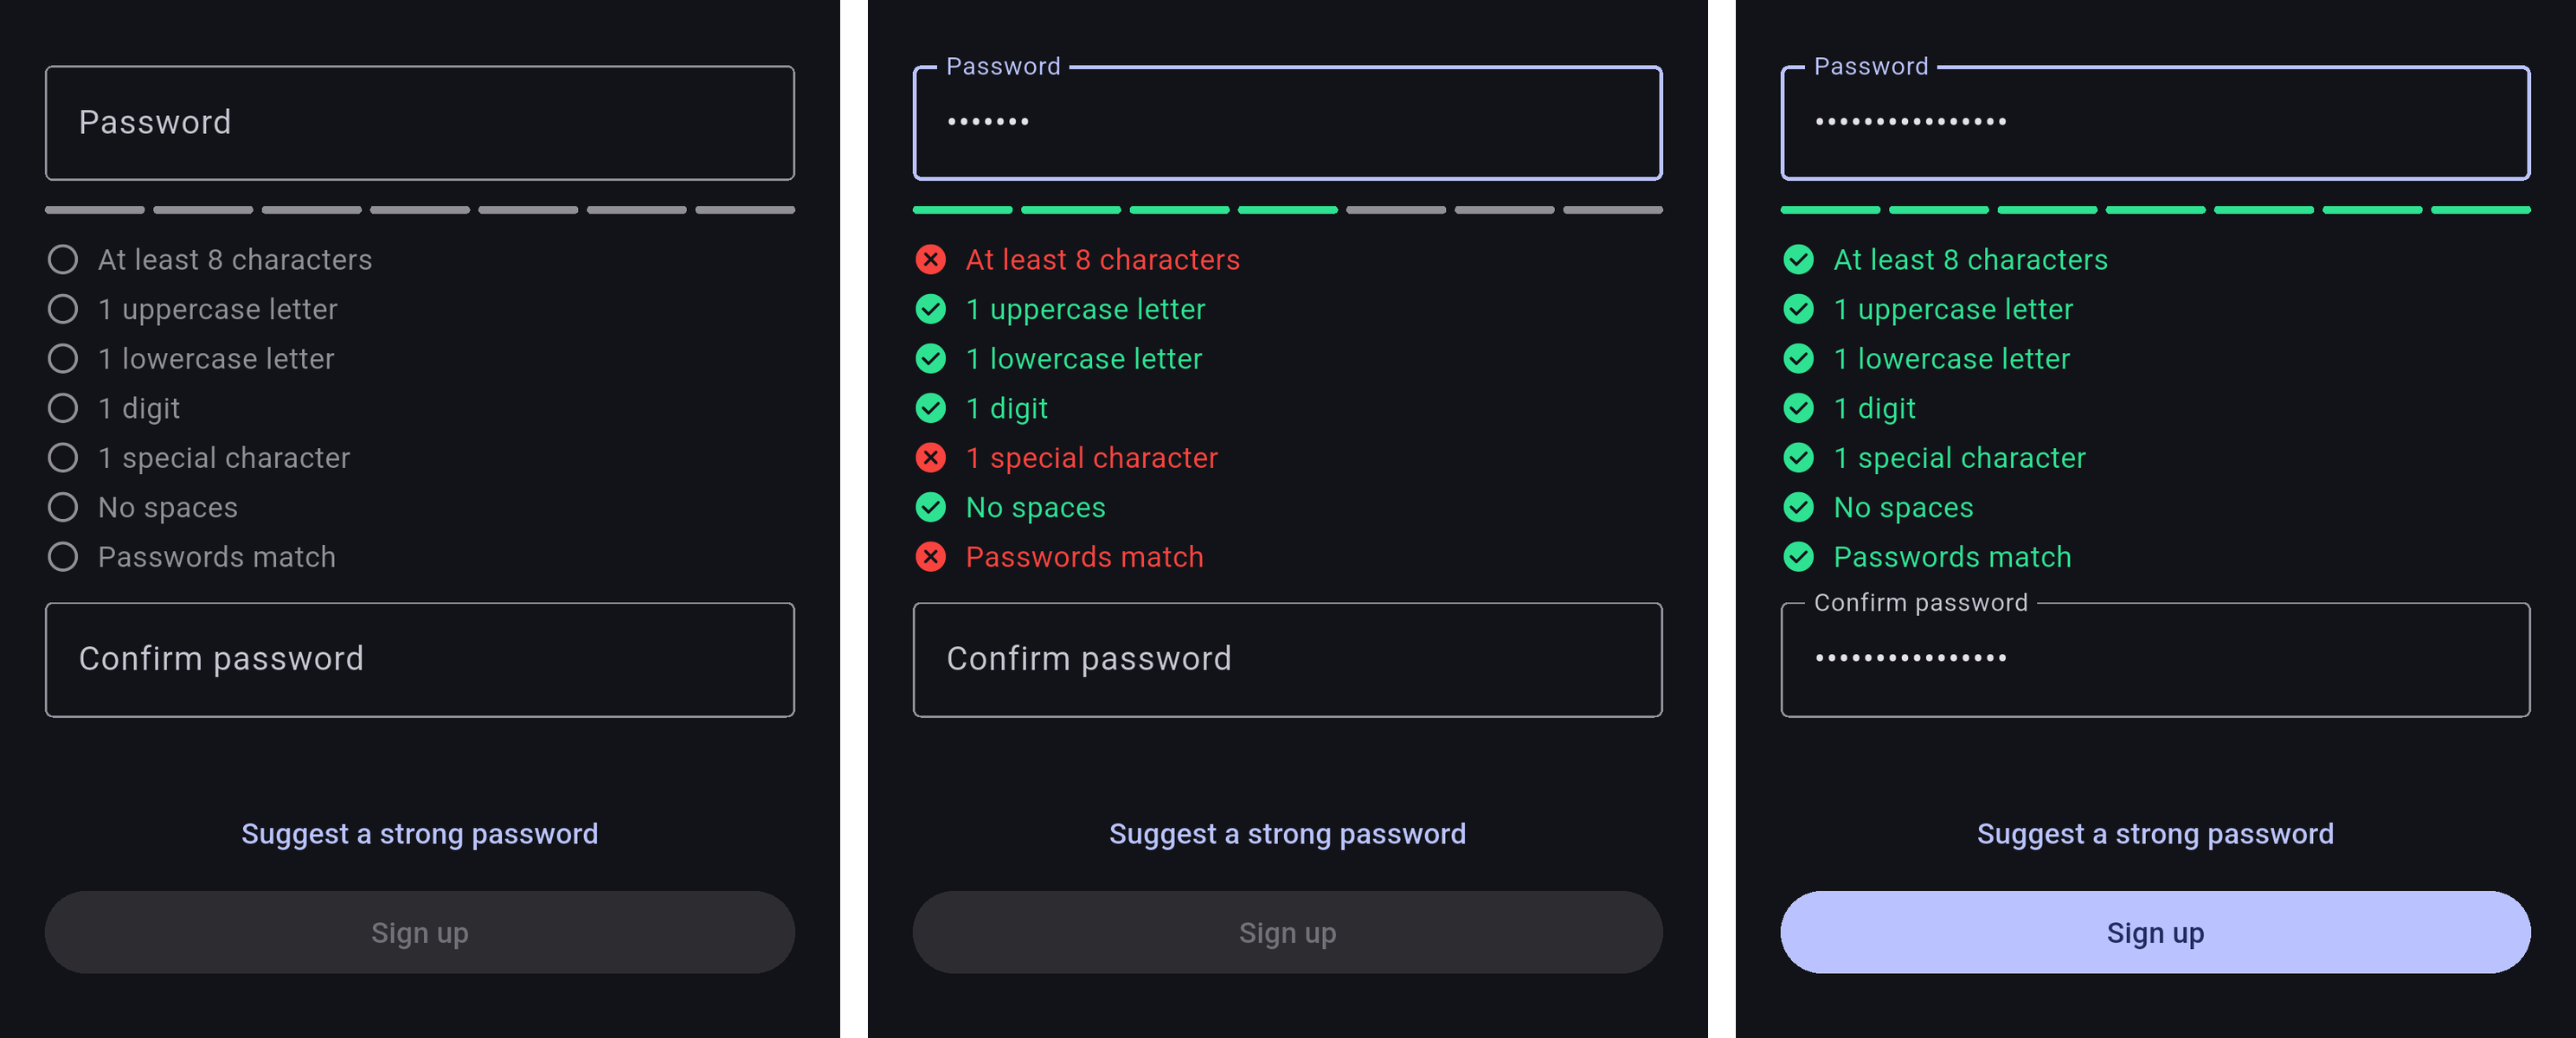 Password
At least 8 characters
1 uppercase letter
1 lowercase letter
1 digit
1 special character
No spaces
Passwords match
Confirm password
Suggest a strong password
Sign up
Password
•••••••
At least 8 characters
1 uppercase letter
1 lowercase letter
1 digit
1 special character
No spaces
Passwords match
Confirm password
Suggest a strong password
Sign up
Password
••••••••••••••••
At least 8 characters
1 uppercase letter
1 lowercase letter
1 digit
1 special character
No spaces
Passwords match
Confirm password
••••••••••••••••
Suggest a strong password
Sign up